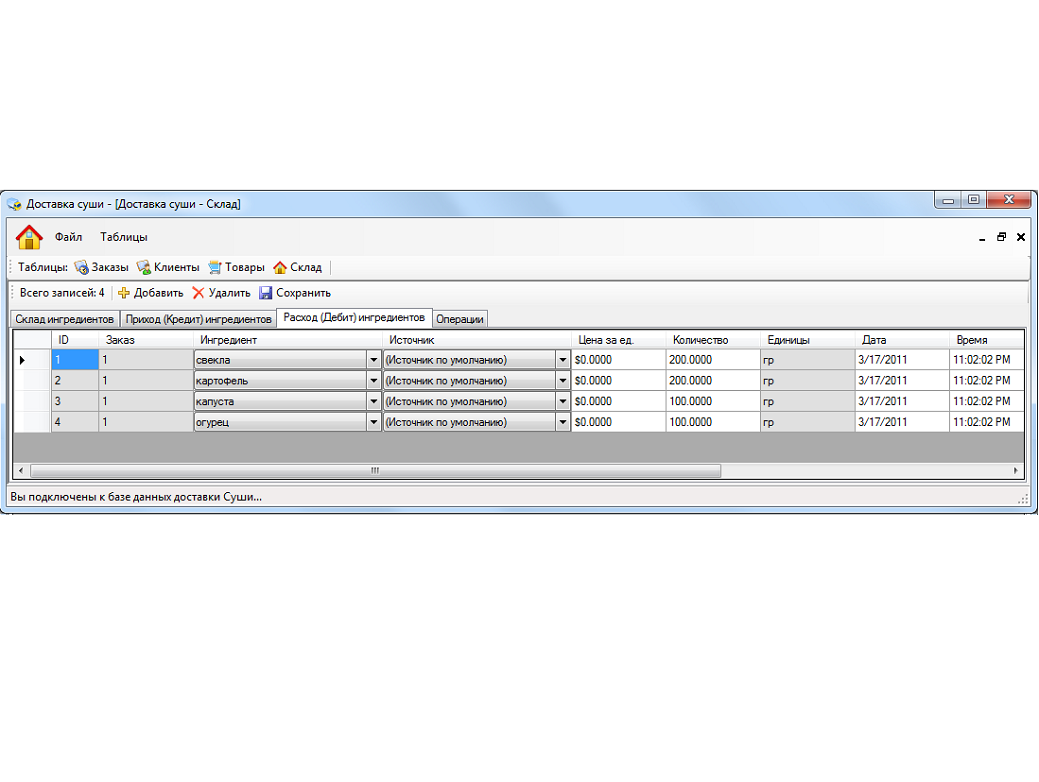 Доставка суши - [Доставка суши - Склад]
Файл Таблицы
Таблицы: Заказы Клиенты Товары Склад
Всего записей: 4 Добавить Удалить Сохранить
Склад ингредиентов Приход (Кредит) ингредиентов Расход (Дебит) ингредиентов Операции
ID Заказ Ингредиент Источник Цена за ед. Количество Единицы Дата Время
1 1 свекла (Источник по умолчанию) $0.0000 200.0000 гр 3/17/2011 11:02:02 PM
2 1 картофель (Источник по умолчанию) $0.0000 200.0000 гр 3/17/2011 11:02:02 PM
3 1 капуста (Источник по умолчанию) $0.0000 100.0000 гр 3/17/2011 11:02:02 PM
4 1 огурец (Источник по умолчанию) $0.0000 100.0000 гр 3/17/2011 11:02:02 PM
Вы подключены к базе данных доставки Суши...